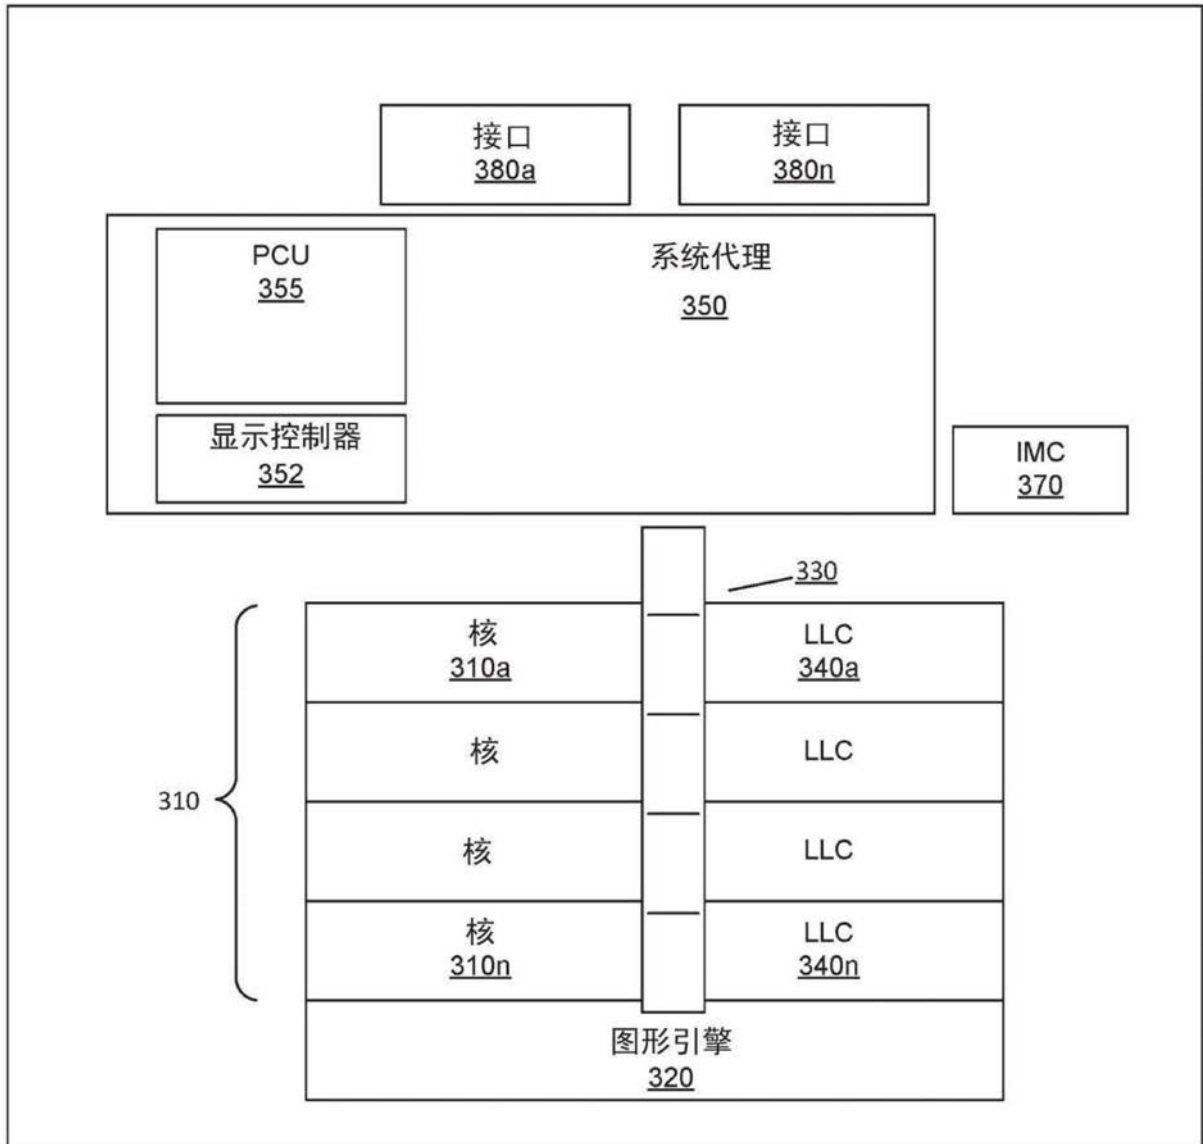 接口
380a
接口
380n
PCU
355
系统代理
350
显示控制器
352
IMC
370
330
核
310a
LLC
340a
核
LLC
310
核
LLC
核
310n
LLC
340n
图形引擎
320